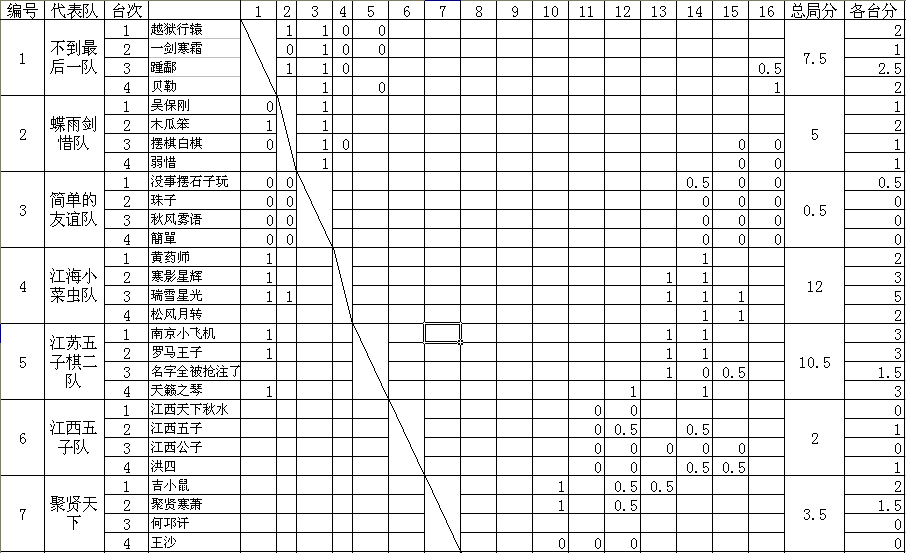 编号 代表队 台次 1 2 3 4 5 6 7 8 9 10 11 12 13 14 15 16 总局分 各台分
1 不到最后一队 1 越狱行辕 1 1 0 0 7.5 2
2 一剑寒霜 0 1 0 0 1
3 踵鄱 1 1 0 0.5 2.5
4 贝勒 1 0 1 2
2 蝶雨剑惜队 1 吴保刚 0 1 5 1
2 木瓜笨 1 1 2
3 摆棋白棋 0 1 0 0 0 1
4 弱惜 1 0 0 1
3 简单的友谊队 1 没事摆石子玩 0 0 0.5 0 0 0.5 0.5
2 珠子 0 0 0 0 0 0
3 秋风雾语 0 0 0 0 0 0
4 簡單 0 0 0 0 0 0
4 江海小菜虫队 1 黄药师 1 1 12 2
2 寒影星辉 1 1 1 3
3 瑞雪星光 1 1 1 1 1 5
4 松风月转 1 1 2
5 江苏五子棋二队 1 南京小飞机 1 1 1 10.5 3
2 罗马王子 1 1 1 3
3 名字全被抢注了 1 0 0.5 1.5
4 天籁之琴 1 1 1 3
6 江西五子队 1 江西天下秋水 0 0 2 0
2 江西五子 0 0.5 0.5 1
3 江西公子 0 0 0 0 0 0
4 洪四 0 0 0.5 0.5 1
7 聚贤天下 1 吉小鼠 1 0.5 0.5 3.5 2
2 聚贤寒萧 1 0.5 1.5
3 何邛讦 0
4 王沙 0 0 0 0